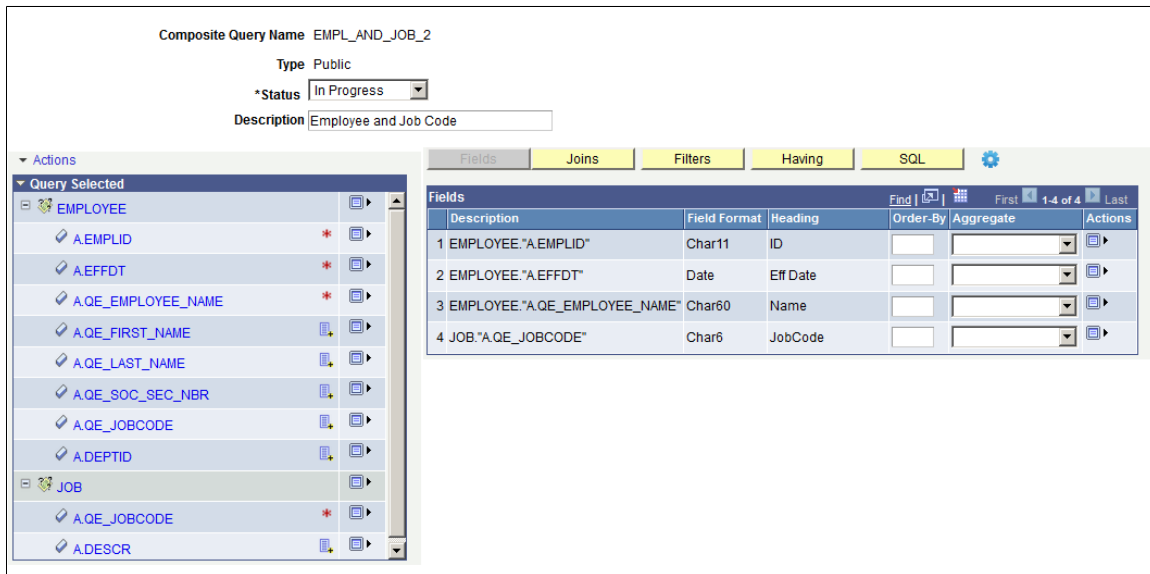 Composite Query Name EMPL_AND_JOB_2
Type Public
*Status In Progress
Description Employee and Job Code
Actions
Query Selected
EMPLOYEE
A.EMPLID *
A.EFFDT *
A.QE_EMPLOYEE_NAME *
A.QE_FIRST_NAME
A.QE_LAST_NAME
A.QE_SOC_SEC_NBR
A.QE_JOBCODE
A.DEPTID
JOB
A.QE_JOBCODE *
A.DESCR
Fields Joins Filters Having SQL
Fields Find | | First 1-4 of 4 Last
Description Field Format Heading Order-By Aggregate Actions
1 EMPLOYEE."A.EMPLID" Char11 ID
2 EMPLOYEE."A.EFFDT" Date Eff Date
3 EMPLOYEE."A.QE_EMPLOYEE_NAME" Char60 Name
4 JOB."A.QE_JOBCODE" Char6 JobCode